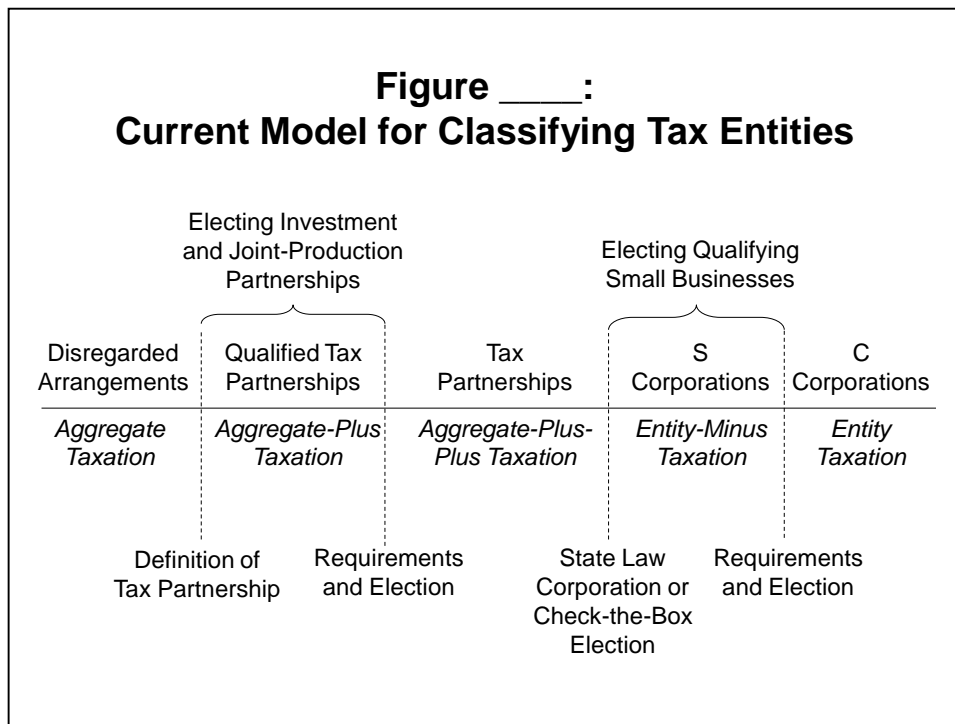 Figure ____:
Current Model for Classifying Tax Entities
Electing Investment
and Joint-Production
Partnerships
Electing Qualifying
Small Businesses
Disregarded
Arrangements
Qualified Tax
Partnerships
Tax
Partnerships
S
Corporations
C
Corporations
Aggregate
Taxation
Aggregate-Plus
Taxation
Aggregate-Plus-
Plus Taxation
Entity-Minus
Taxation
Entity
Taxation
Definition of
Tax Partnership
Requirements
and Election
State Law
Corporation or
Check-the-Box
Election
Requirements
and Election